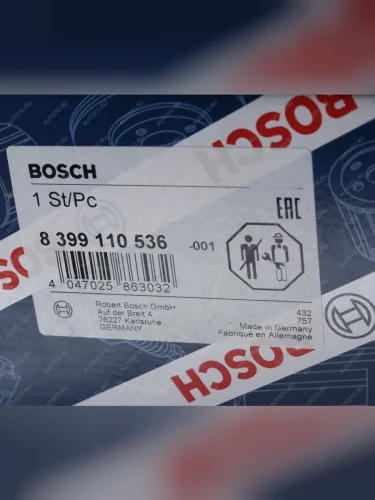 BOSCH
BOSCH
1 St/Pc
EAC
8 399 110 536 -001
4 047025 863032
Robert Bosch GmbH
Auf der Breit 4
76227 Karlsruhe
GERMANY
432
757
Made in Germany
Fabriqué en Allemagne
BOSCH